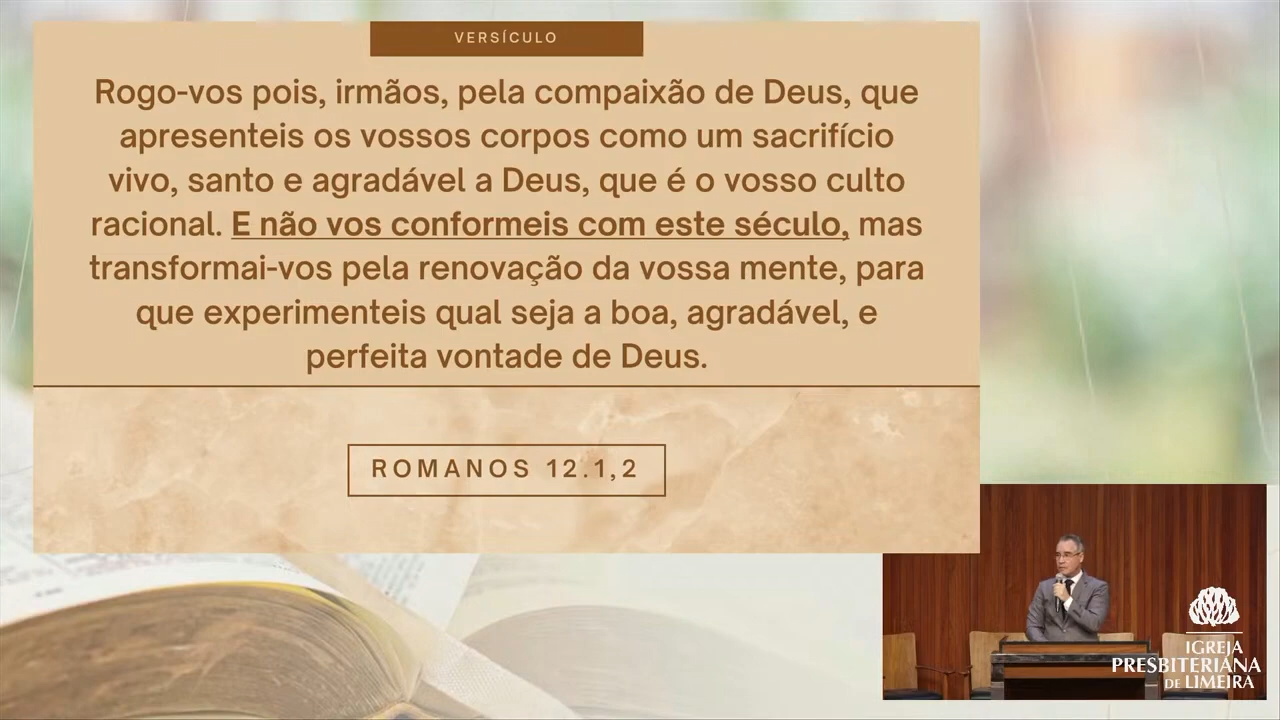 VERSÍCULO
Rogo-vos pois, irmãos, pela compaixão de Deus, que
apresenteis os vossos corpos como um sacrifício
vivo, santo e agradável a Deus, que é o vosso culto
racional. E não vos conformeis com este século, mas
transformai-vos pela renovação da vossa mente, para
que experimenteis qual seja a boa, agradável, e
perfeita vontade de Deus.
ROMANOS 12.1,2
IGREJA
PRESBITERIANA
DE LIMEIRA